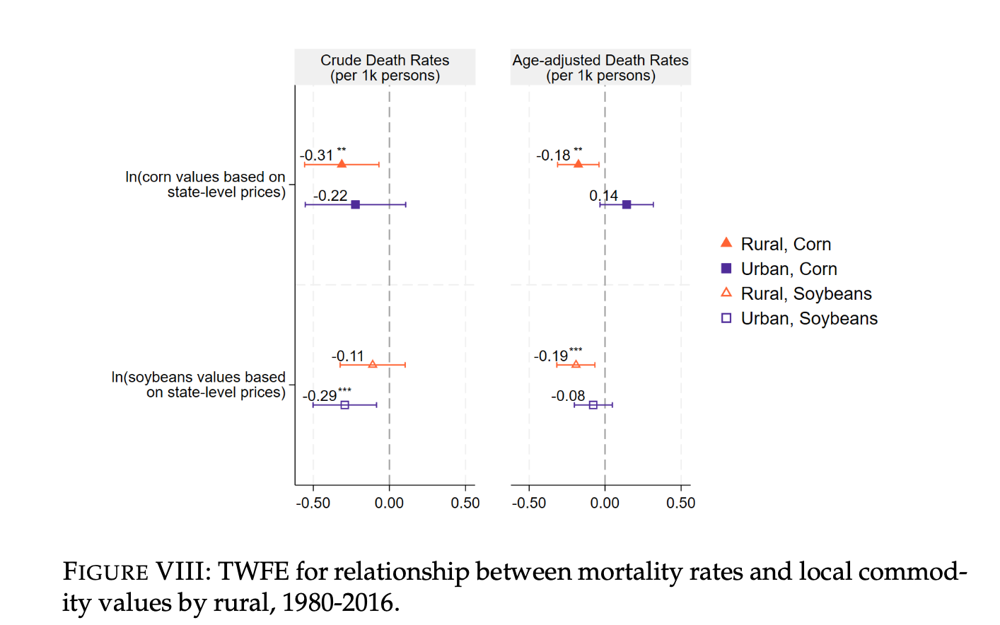 Crude Death Rates
(per 1k persons)
Age-adjusted Death Rates
(per 1k persons)
ln(corn values based on
state-level prices)
-0.31 **
-0.22
-0.18 **
0.14
Rural, Corn
Urban, Corn
Rural, Soybeans
Urban, Soybeans
ln(soybeans values based
on state-level prices)
-0.11
-0.29***
-0.19***
-0.08
-0.50 0.00 0.50
-0.50 0.00 0.50
FIGURE VIII: TWFE for relationship between mortality rates and local commod-
ity values by rural, 1980-2016.